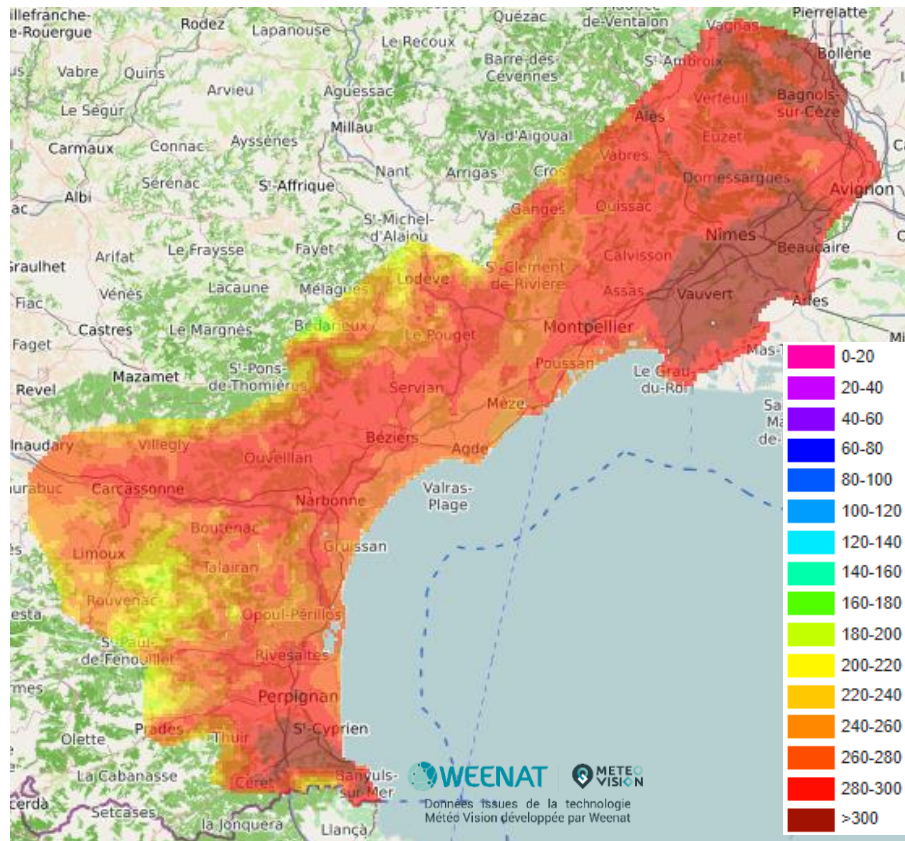 Villefranche-
de-Rouergue
Rodez
Lapanouse
Quézac
de-Ventalon
Vagnas
Pierrelatte
Le Recoux
Barre-des-
Cévennes
St-Ambroix
Bollène
Vabre
Quins
Arvieu
Aguessac
Verfeuil
Bagnols-
sur-Cèze
Le Ségur
Millau
Alès
Euzet
Carmaux
Connac
Ayssènes
Val-d'Aigoual
Vabres
Sérénac
St-Affrique
Nant
Arrigas
Cros
Domessargues
Albi
Avignon
Ganges
Quissac
St-Michel-
d'Alajou
Nîmes
Beaucaire
Arifat
Le Fraysse
Fayet
St-Clément
de-Rivière
Calvisson
Graulhet
Lodève
Vénès
Lacaune
Mélagues
Assas
Vauvert
Arles
Fiac
Castres
Le Margnès
Bédarieux
Le Pouget
Montpellier
Faget
St-Pons-
de-Thomières
Poussan
Le Grau-
du-Roi
Mas-T
Revel
Mazamet
Servian
Mèze
Villegly
Béziers
Agde
Ouveillan
Valras-
Plage
Carcassonne
Narbonne
Boutenac
Gruissan
Limoux
Talairan
Rouvenac
Opoul-Périllos
St-Paul-
de-Fenouillet
Rivesaltes
Perpignan
Prades
St-Cyprien
Olette
Thuir
La Cabanasse
Céret
Banyuls-
sur-Mer
Setcases
la Jonquera
Llançà
WEENAT
METEO
VISION
Données issues de la technologie
Météo Vision développée par Weenat
0-20
20-40
40-60
60-80
80-100
100-120
120-140
140-160
160-180
180-200
200-220
220-240
240-260
260-280
280-300
>300